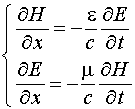 ∂H/∂x = −(ε/c) ∂E/∂t
∂E/∂x = −(μ/c) ∂H/∂t